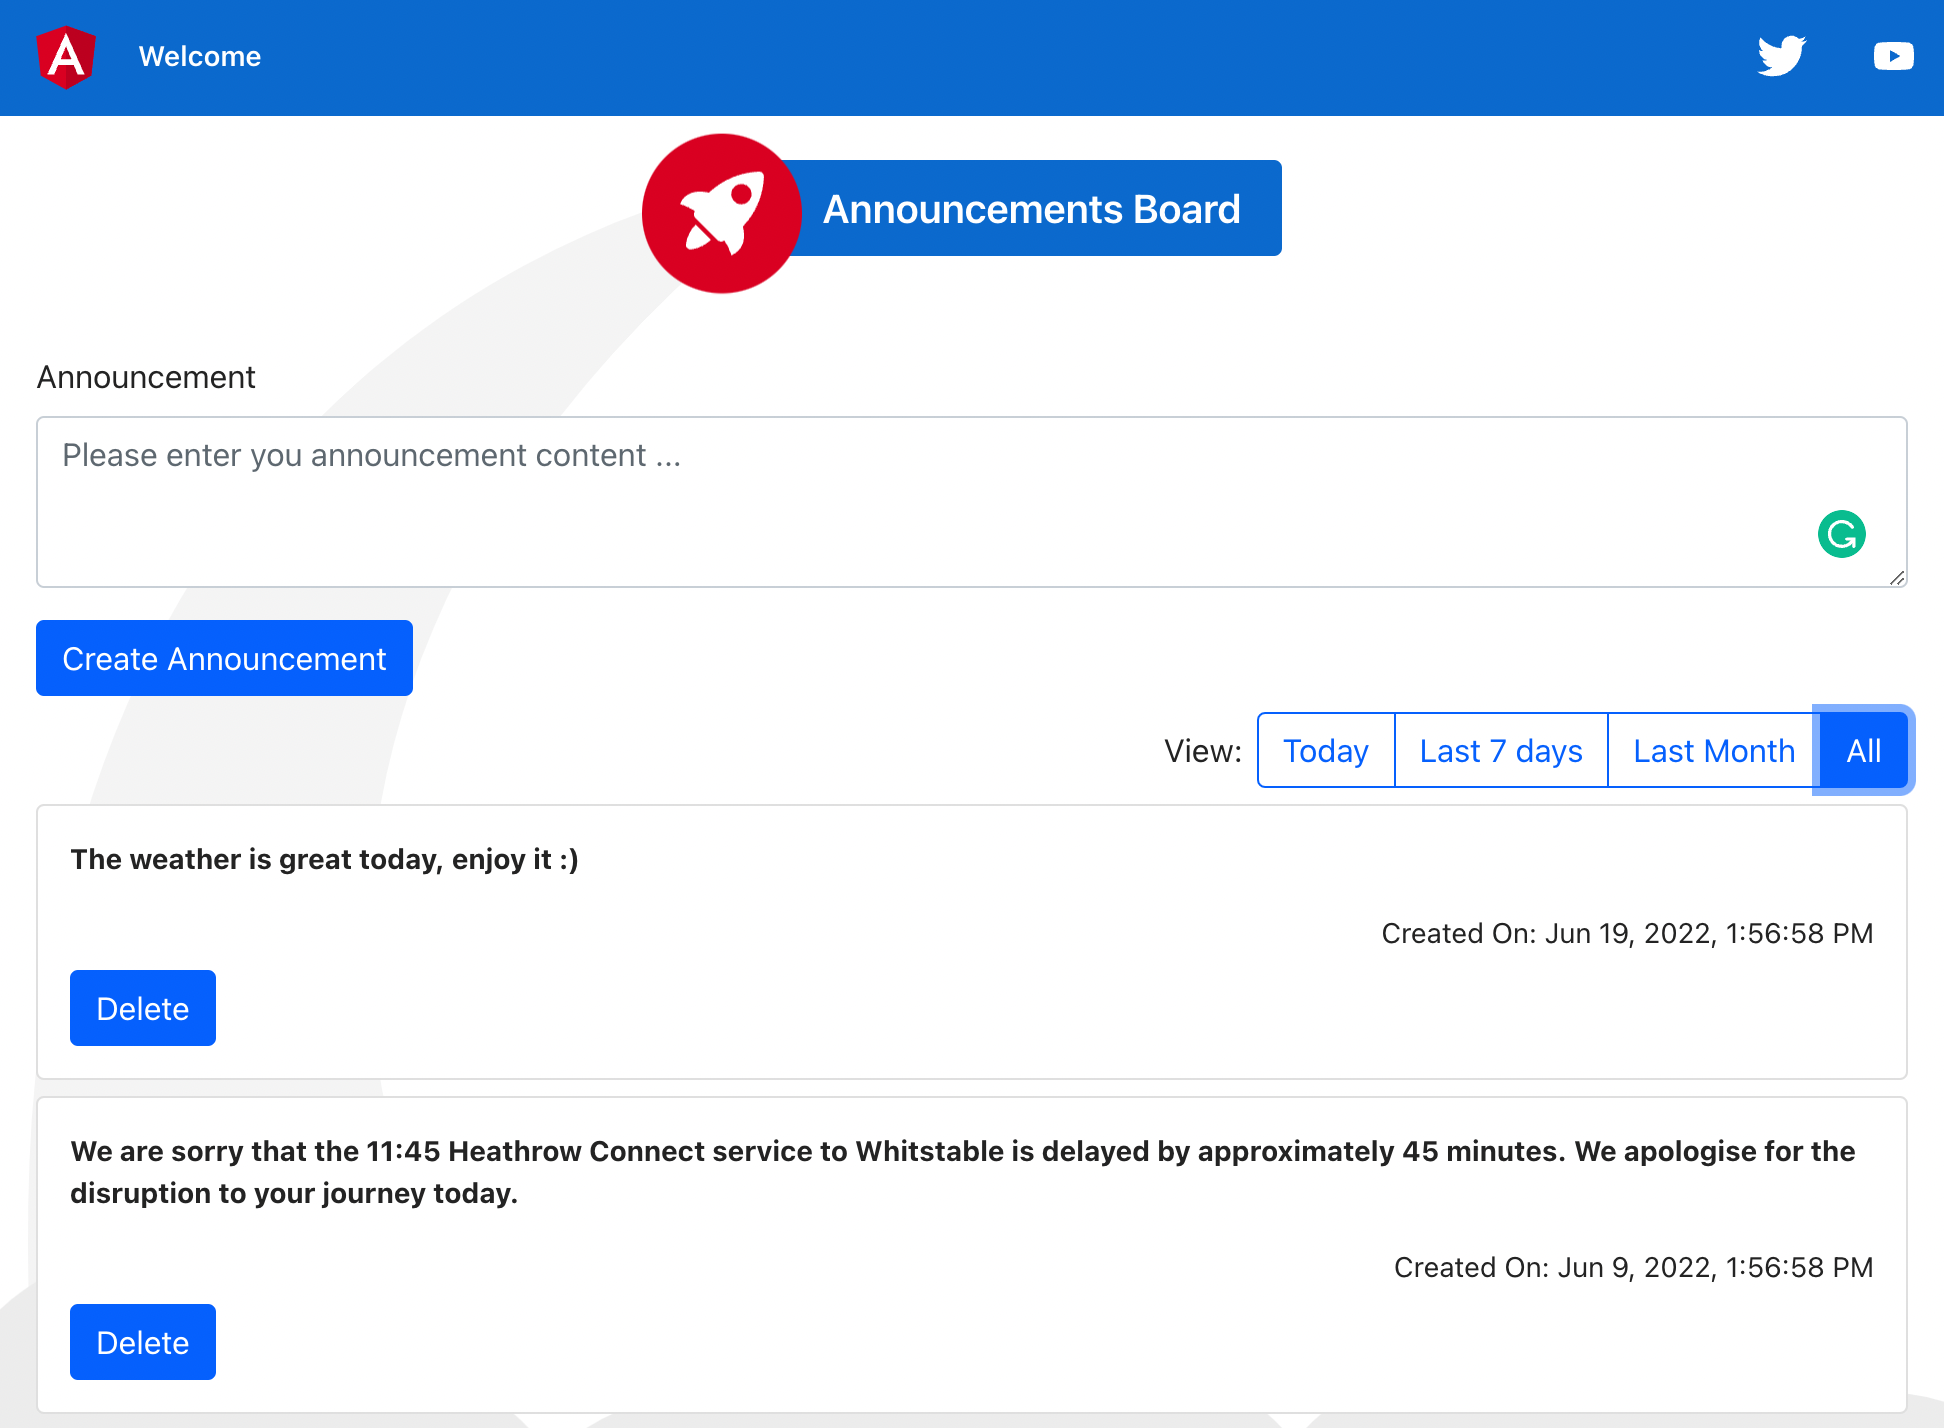 Welcome
Announcements Board
Announcement
Please enter you announcement content ...
Create Announcement
View: Today Last 7 days Last Month All
The weather is great today, enjoy it :)
Created On: Jun 19, 2022, 1:56:58 PM
Delete
We are sorry that the 11:45 Heathrow Connect service to Whitstable is delayed by approximately 45 minutes. We apologise for the
disruption to your journey today.
Created On: Jun 9, 2022, 1:56:58 PM
Delete